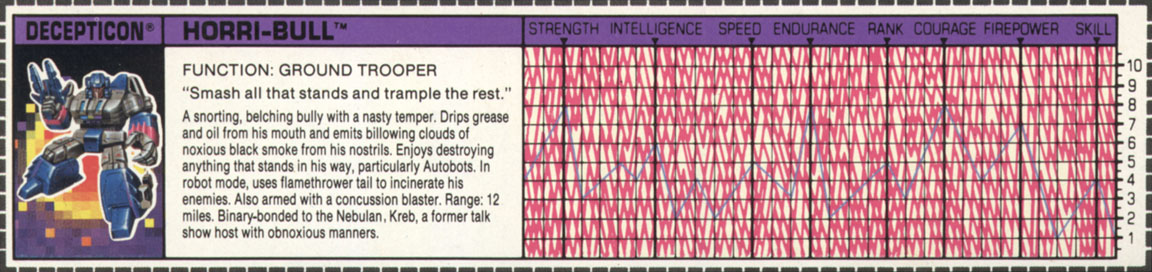 DECEPTICON®
HORRI-BULL™
FUNCTION: GROUND TROOPER
"Smash all that stands and trample the rest."
A snorting, belching bully with a nasty temper. Drips grease
and oil from his mouth and emits billowing clouds of
noxious black smoke from his nostrils. Enjoys destroying
anything that stands in his way, particularly Autobots. In
robot mode, uses flamethrower tail to incinerate his
enemies. Also armed with a concussion blaster. Range: 12
miles. Binary-bonded to the Nebulan, Kreb, a former talk
show host with obnoxious manners.
STRENGTH INTELLIGENCE SPEED ENDURANCE RANK COURAGE FIREPOWER SKILL
10
9
8
7
6
5
4
3
2
1